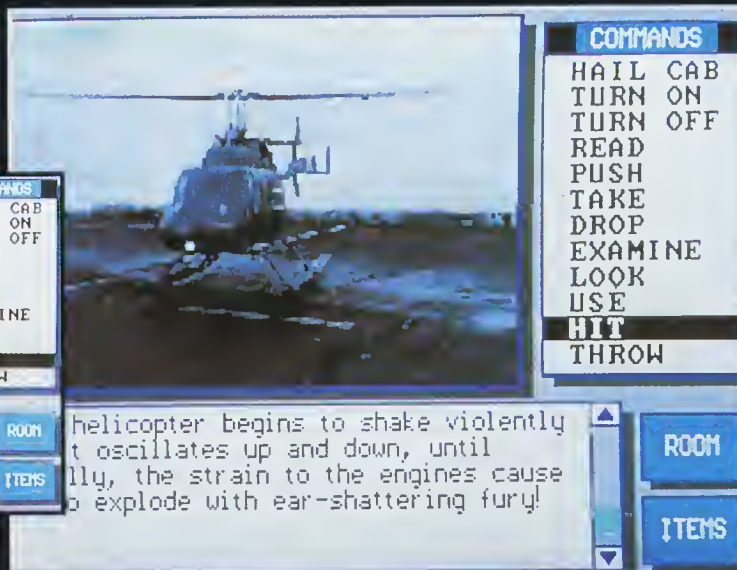 COMMANDS
HAIL CAB
TURN ON
TURN OFF
READ
PUSH
TAKE
DROP
EXAMINE
LOOK
USE
HIT
THROW
CAB
ON
OFF
ROOM
ITEMS
helicopter begins to shake violently
oscillates up and down, until
the strain to the engines cause
explode with ear-shattering fury!
ROOM
ITEMS